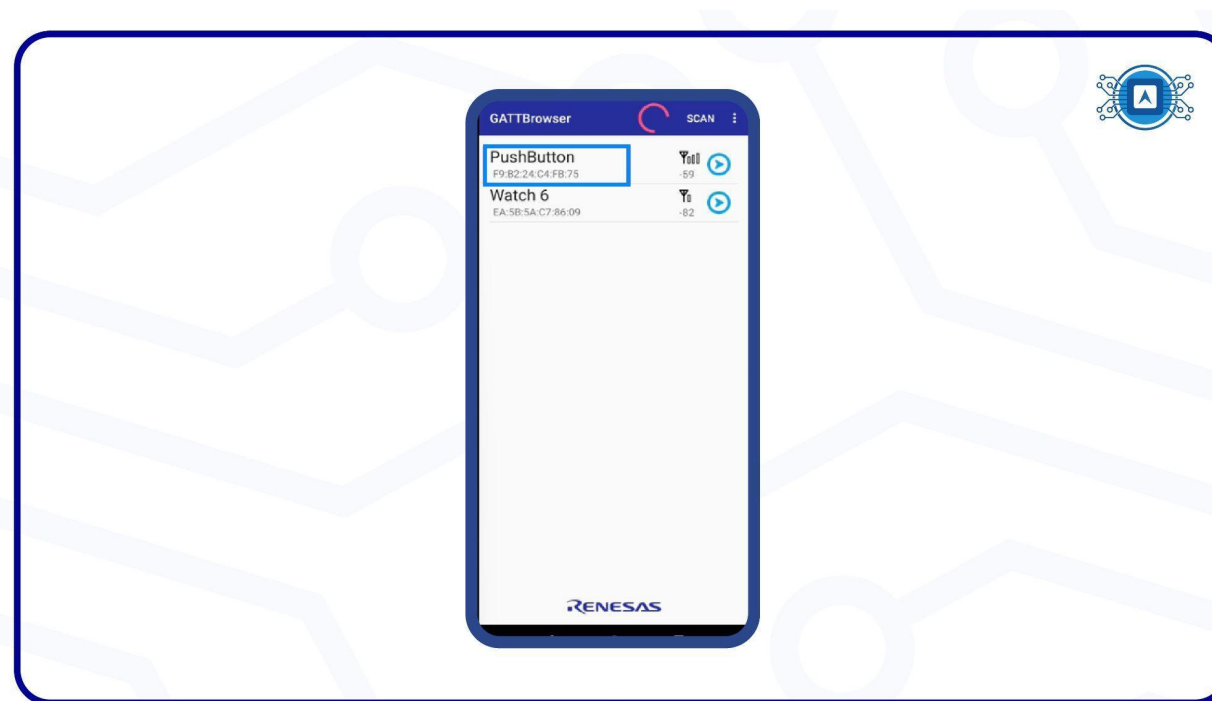 GATTBrowser SCAN
PushButton
F9:B2:24:C4:FB:75 -59
Watch 6
EA:5B:5A:C7:86:09 -82
RENESAS